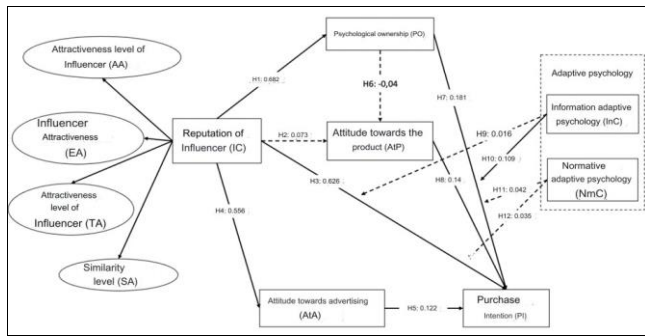 Psychological ownership (PO)
Attractiveness level of
Influencer (AA)
H1: 0.682
H6: -0,04
H7: 0.181
Adaptive psychology
Information adaptive
psychology (InC)
Influencer
Attractiveness
(EA)
Reputation of
Influencer (IC)
H2: 0.073
Attitude towards the
product (AtP)
H9: 0.016
H10: 0.109
H3: 0.626
H8: 0.14
Normative
adaptive psychology
(NmC)
H11: 0.042
H12: 0.035
Attractiveness
level of
Influencer (TA)
H4: 0.556
Similarity
level (SA)
Attitude towards advertising
(AtA)
H5: 0.122
Purchase
Intention (PI)